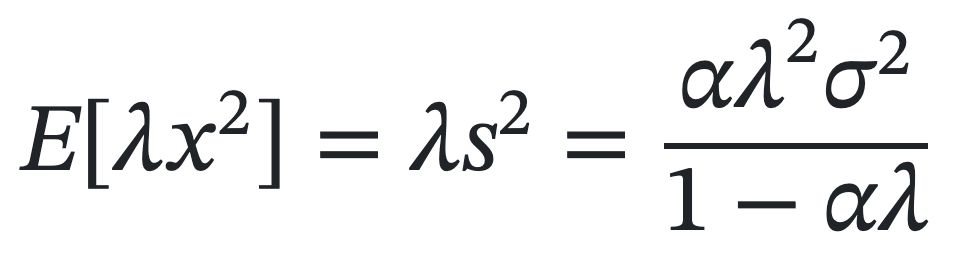 E[λx²] = λs² = αλ²σ² / 1 − αλ